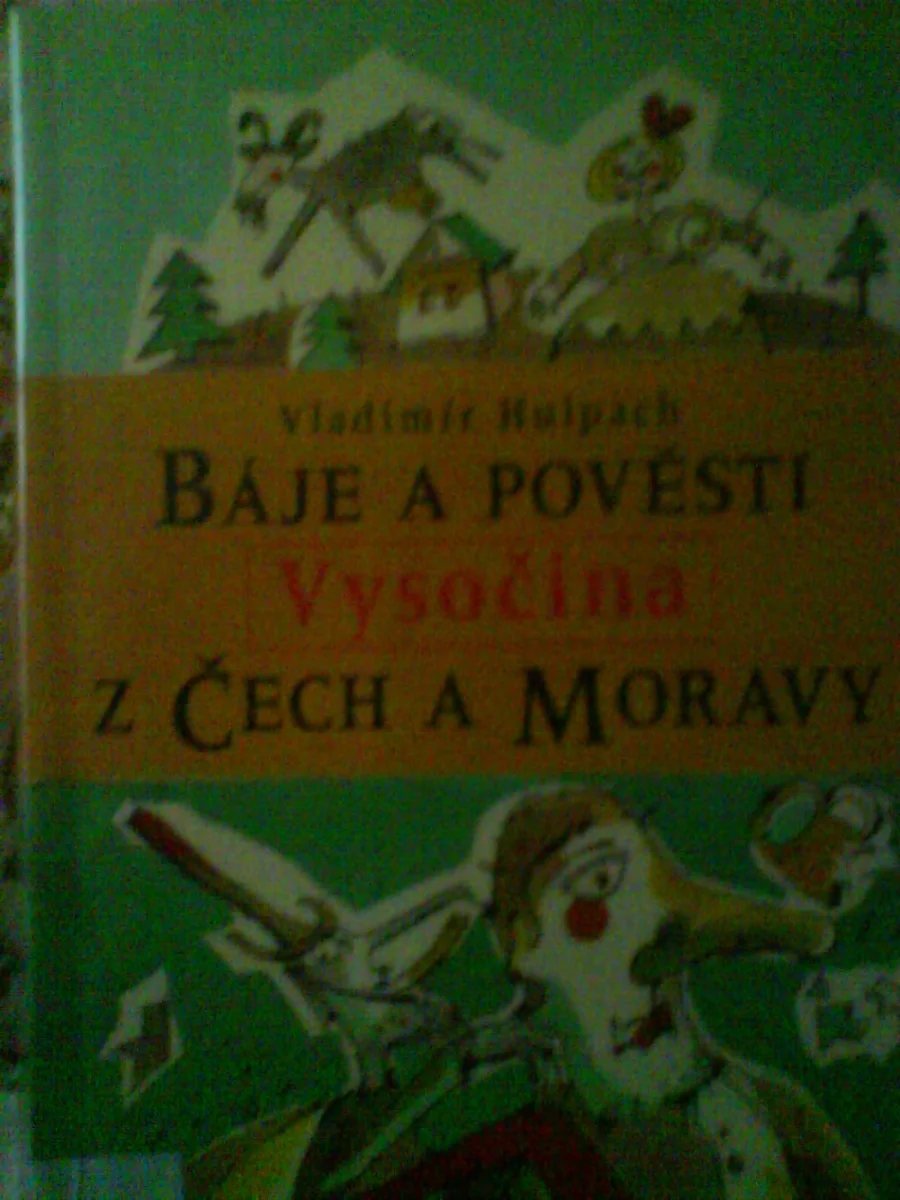 Vladimír Hulpach
BÁJE A POVĚSTI
Vysočina
Z ČECH A MORAVY